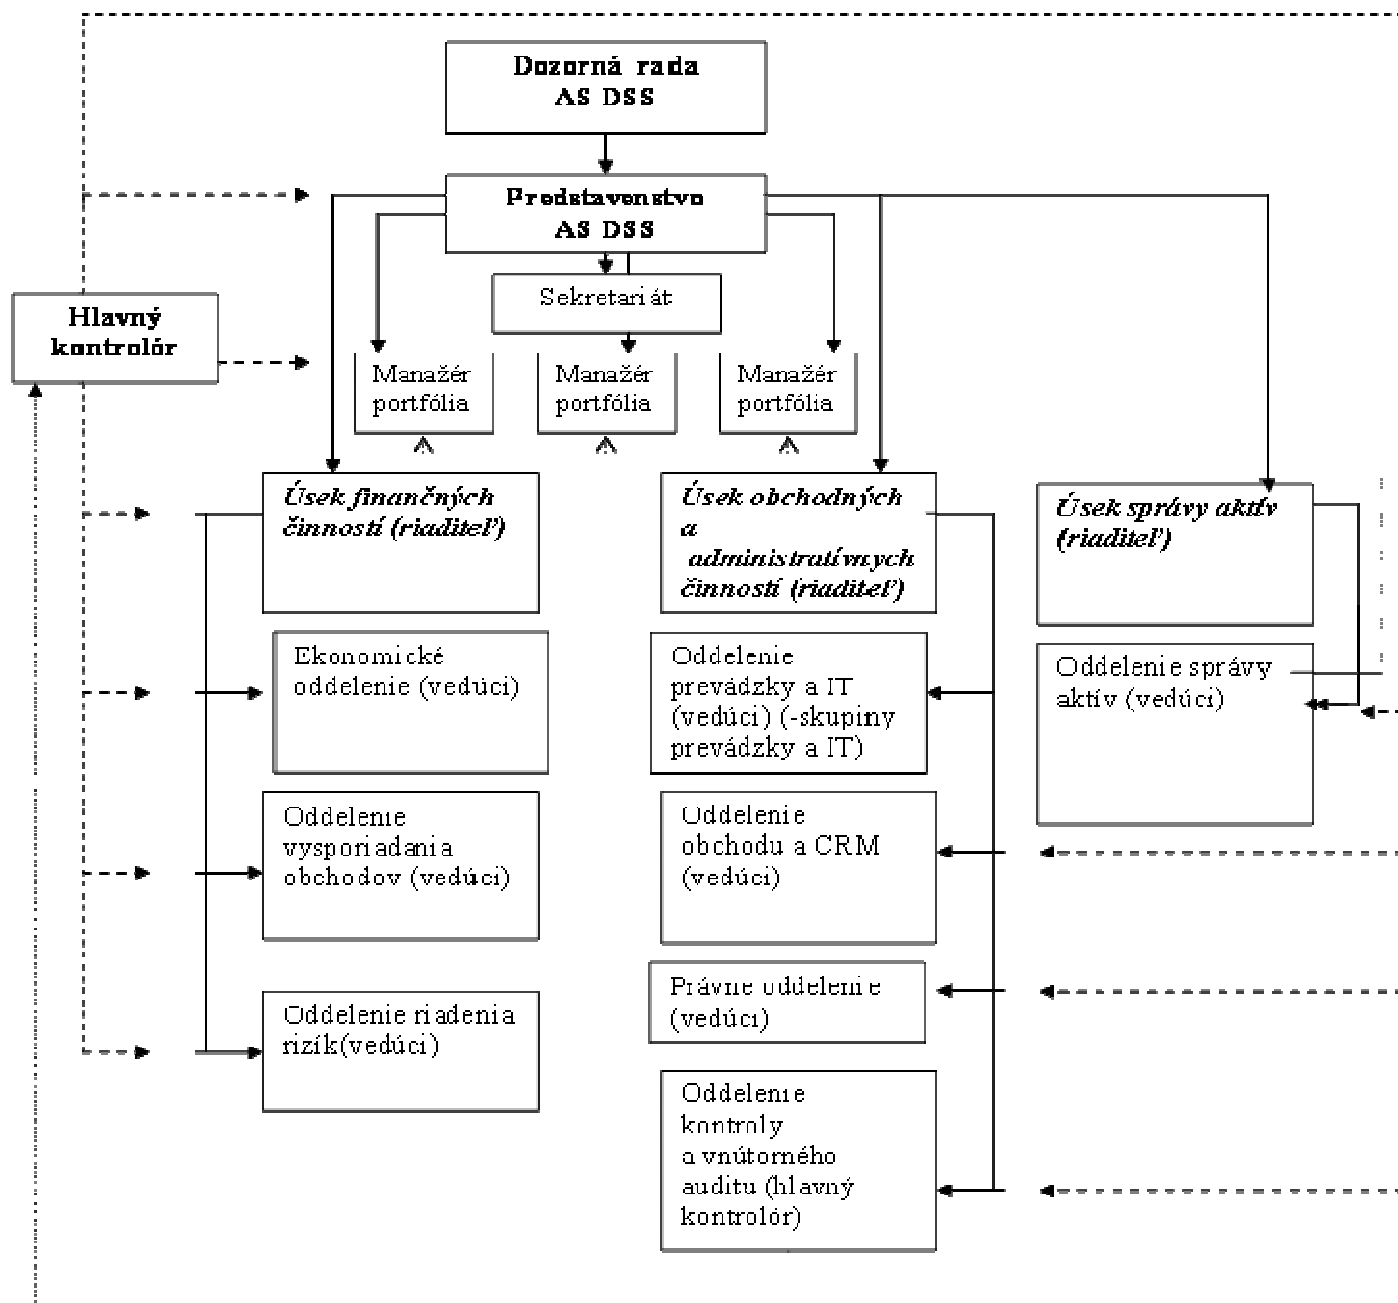 Dozorná rada
AS DSS
Predstavenstvo
AS DSS
Sekretariát
Hlavný
kontrolór
Manažér
portfólia
Manažér
portfólia
Manažér
portfólia
Úsek finančných
činností (riaditeľ)
Úsek obchodných
a
administratívnych
činností (riaditeľ)
Úsek správy aktív
(riaditeľ)
Ekonomické
oddelenie (vedúci)
Oddelenie
prevádzky a IT
(vedúci) (-skupiny
prevádzky a IT)
Oddelenie správy
aktív (vedúci)
Oddelenie
vysporiadania
obchodov (vedúci)
Oddelenie
obchodu a CRM
(vedúci)
Právne oddelenie
(vedúci)
Oddelenie riadenia
rizík(vedúci)
Oddelenie
kontroly
a vnútorného
auditu (hlavný
kontrolór)